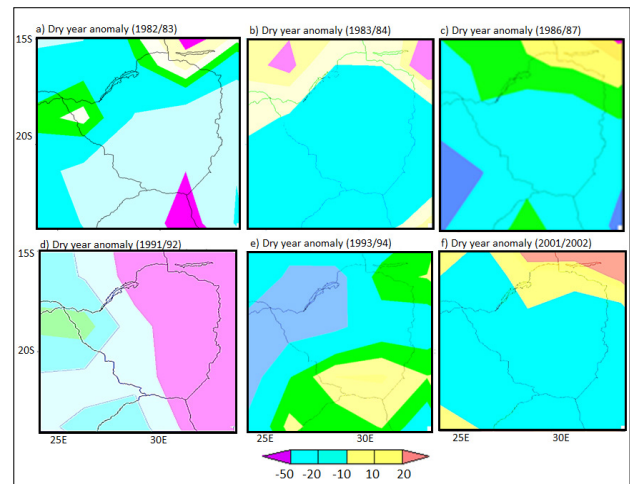 a) Dry year anomaly (1982/83)
b) Dry year anomaly (1983/84)
c) Dry year anomaly (1986/87)
15S
20S
25E
30E
d) Dry year anomaly (1991/92)
e) Dry year anomaly (1993/94)
f) Dry year anomaly (2001/2002)
15S
20S
25E 30E
25E 30E
25E 30E
-50 -20 -10 10 20